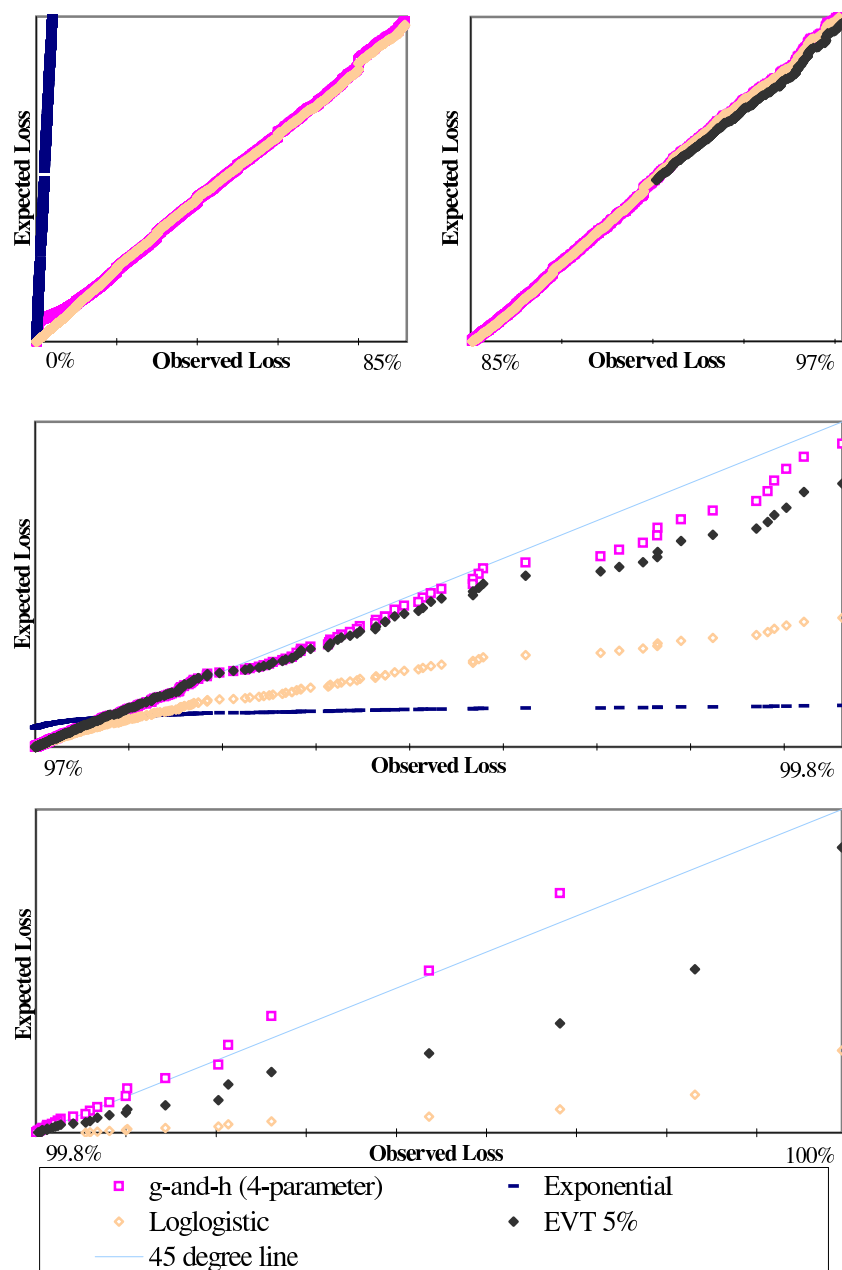 Expected Loss
0%
Observed Loss
85%
Expected Loss
85%
Observed Loss
97%
Expected Loss
97%
Observed Loss
99.8%
Expected Loss
99.8%
Observed Loss
100%
g-and-h (4-parameter)
Exponential
Loglogistic
EVT 5%
45 degree line